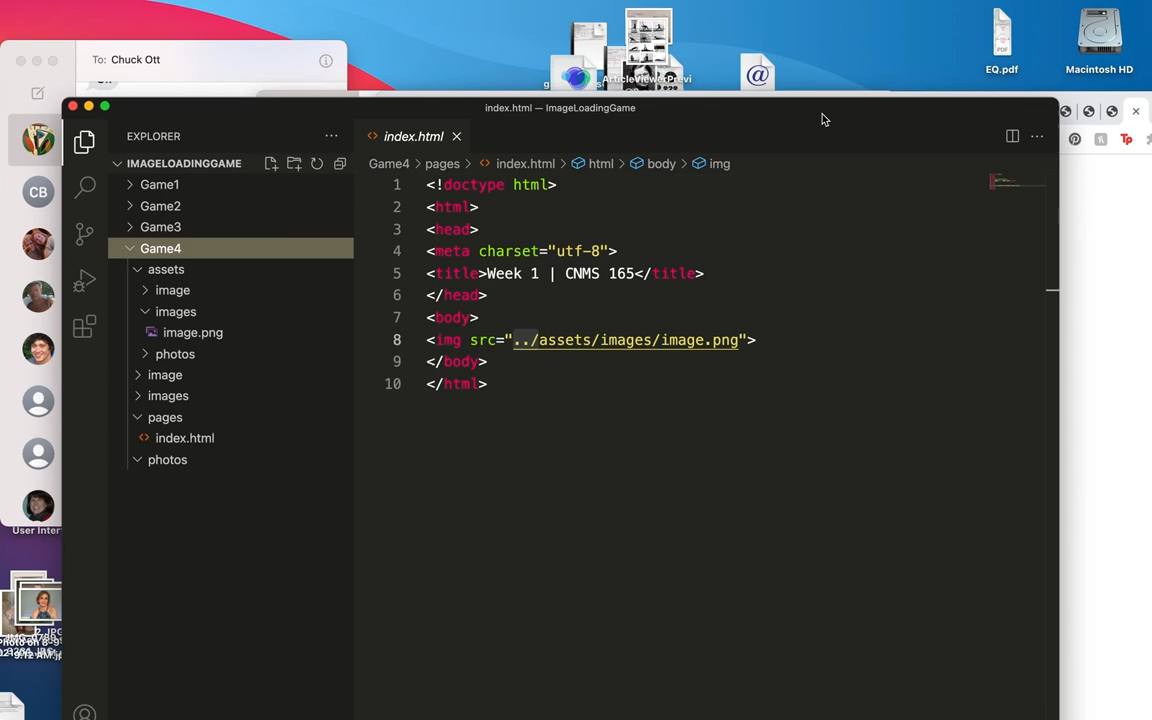 To: Chuck Ott
EQ.pdf
Macintosh HD
ArticleViewerPrevi
index.html — ImageLoadingGame
EXPLORER
index.html
IMAGELOADINGGAME
Game4 > pages > index.html > html > body > img
Game1
Game2
Game3
Game4
assets
image
images
image.png
photos
image
images
pages
index.html
photos
1 <!doctype html>
2 <html>
3 <head>
4 <meta charset="utf-8">
5 <title>Week 1 | CNMS 165</title>
6 </head>
7 <body>
8 <img src="../assets/images/image.png">
9 </body>
10 </html>
CB
User Inter
PDF
@
Tp